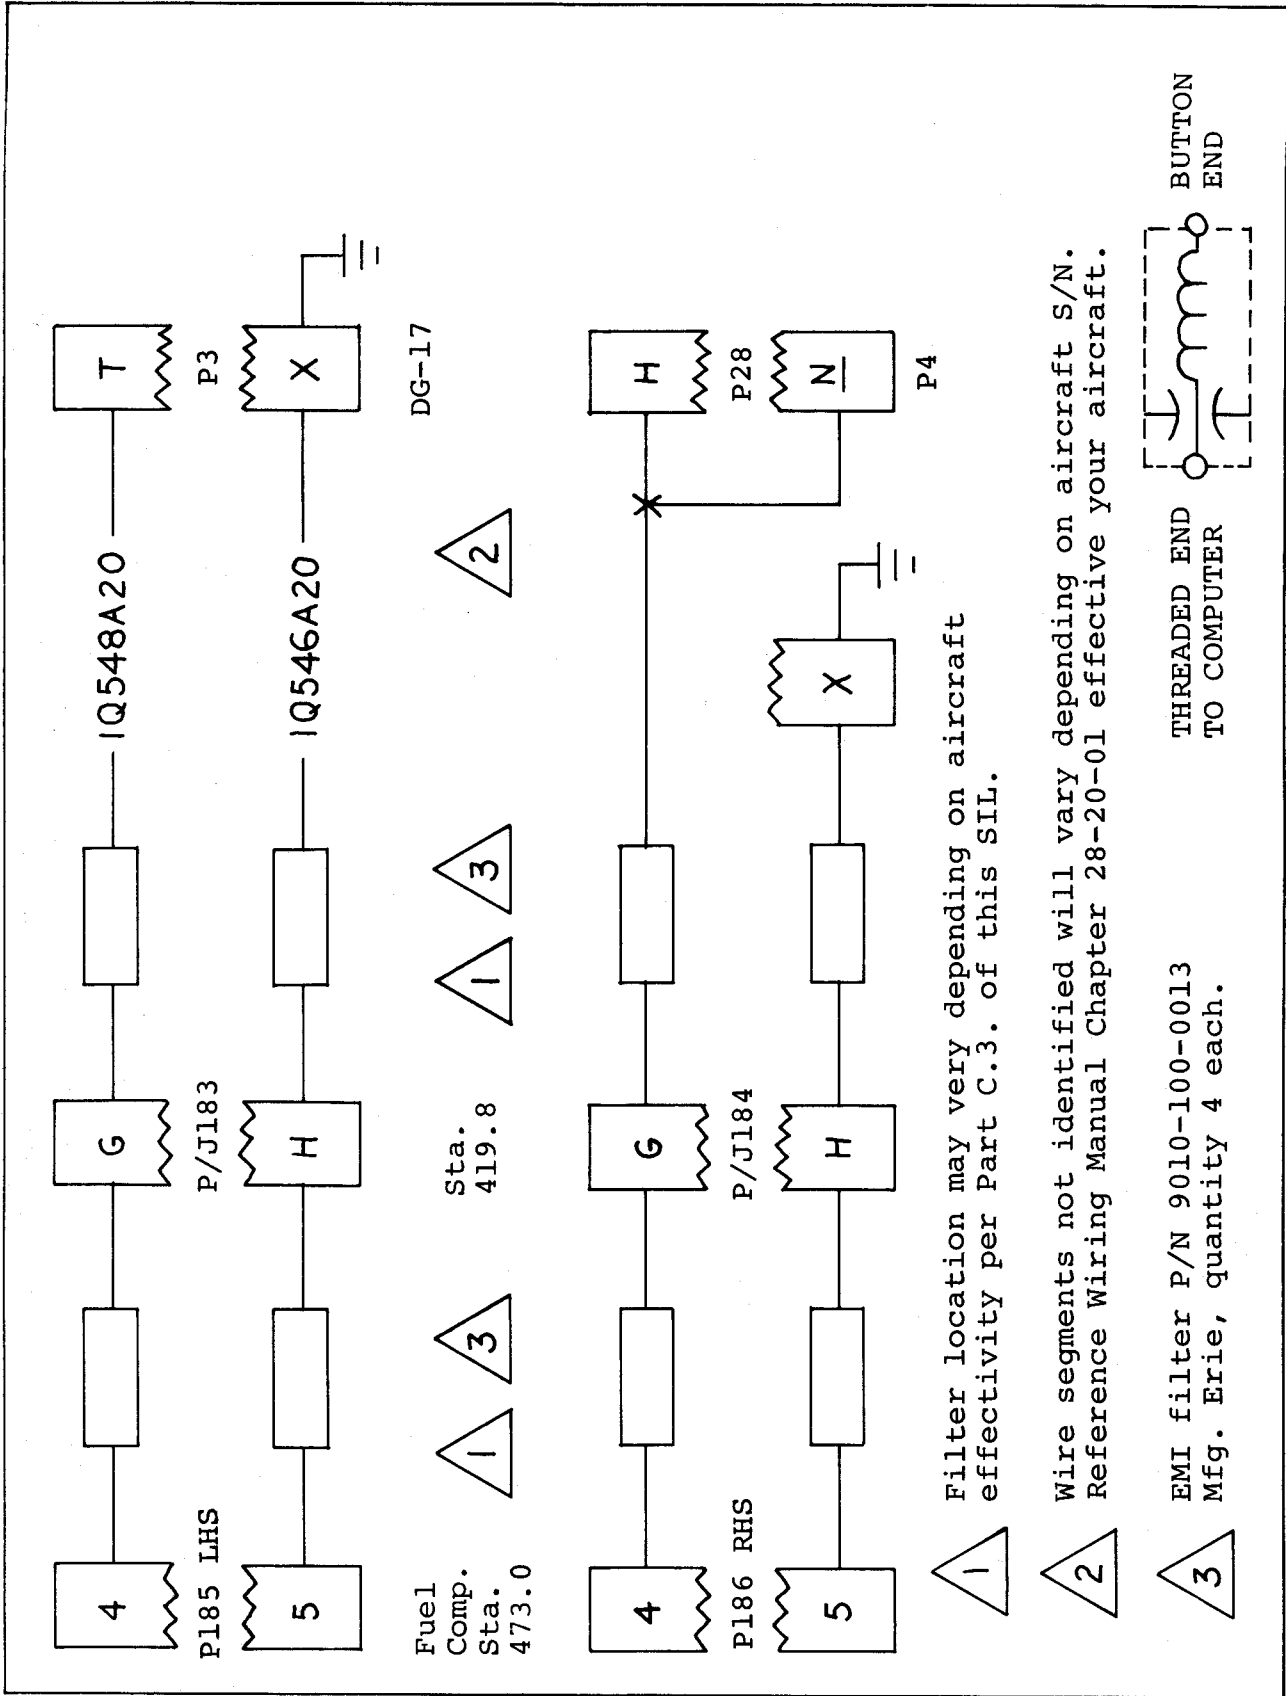 4
G
1Q548A20
T
P185 LHS
P/J183
P3
5
H
1Q546A20
X
DG-17
Fuel
Comp.
Sta.
473.0
1
3
Sta.
419.8
1
3
2
4
G
H
P186 RHS
P/J184
P28
5
H
X
N
P4
1
Filter location may very depending on aircraft
effectivity per Part C.3. of this SIL.
2
Wire segments not identified will vary depending on aircraft S/N.
Reference Wiring Manual Chapter 28-20-01 effective your aircraft.
3
EMI filter P/N 9010-100-0013
Mfg. Erie, quantity 4 each.
THREADED END
TO COMPUTER
BUTTON
END